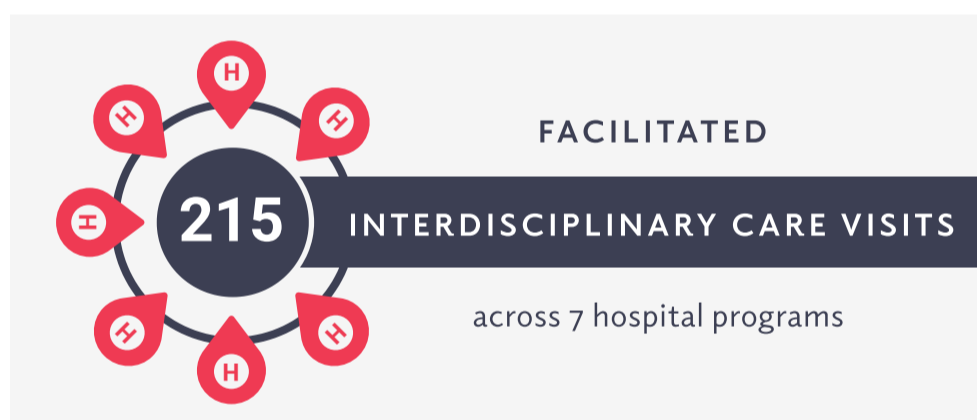 H
H
H
FACILITATED
H
215
INTERDISCIPLINARY CARE VISITS
across 7 hospital programs
H
H
H